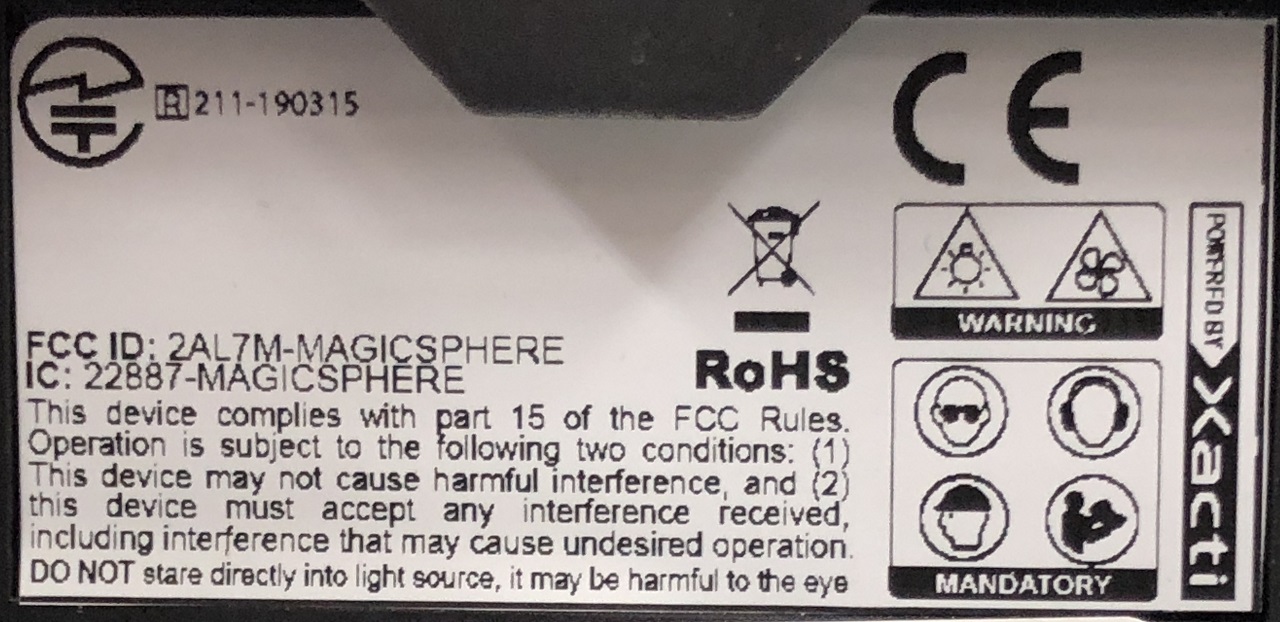 R 211-190315
CE
FCC ID: 2AL7M-MAGICSPHERE
IC: 22887-MAGICSPHERE
This device complies with part 15 of the FCC Rules.
Operation is subject to the following two conditions: (1)
This device may not cause harmful interference, and (2)
this device must accept any interference received,
including interference that may cause undesired operation.
DO NOT stare directly into light source, it may be harmful to the eye
RoHS
WARNING
MANDATORY
POWERED BY
Xacti